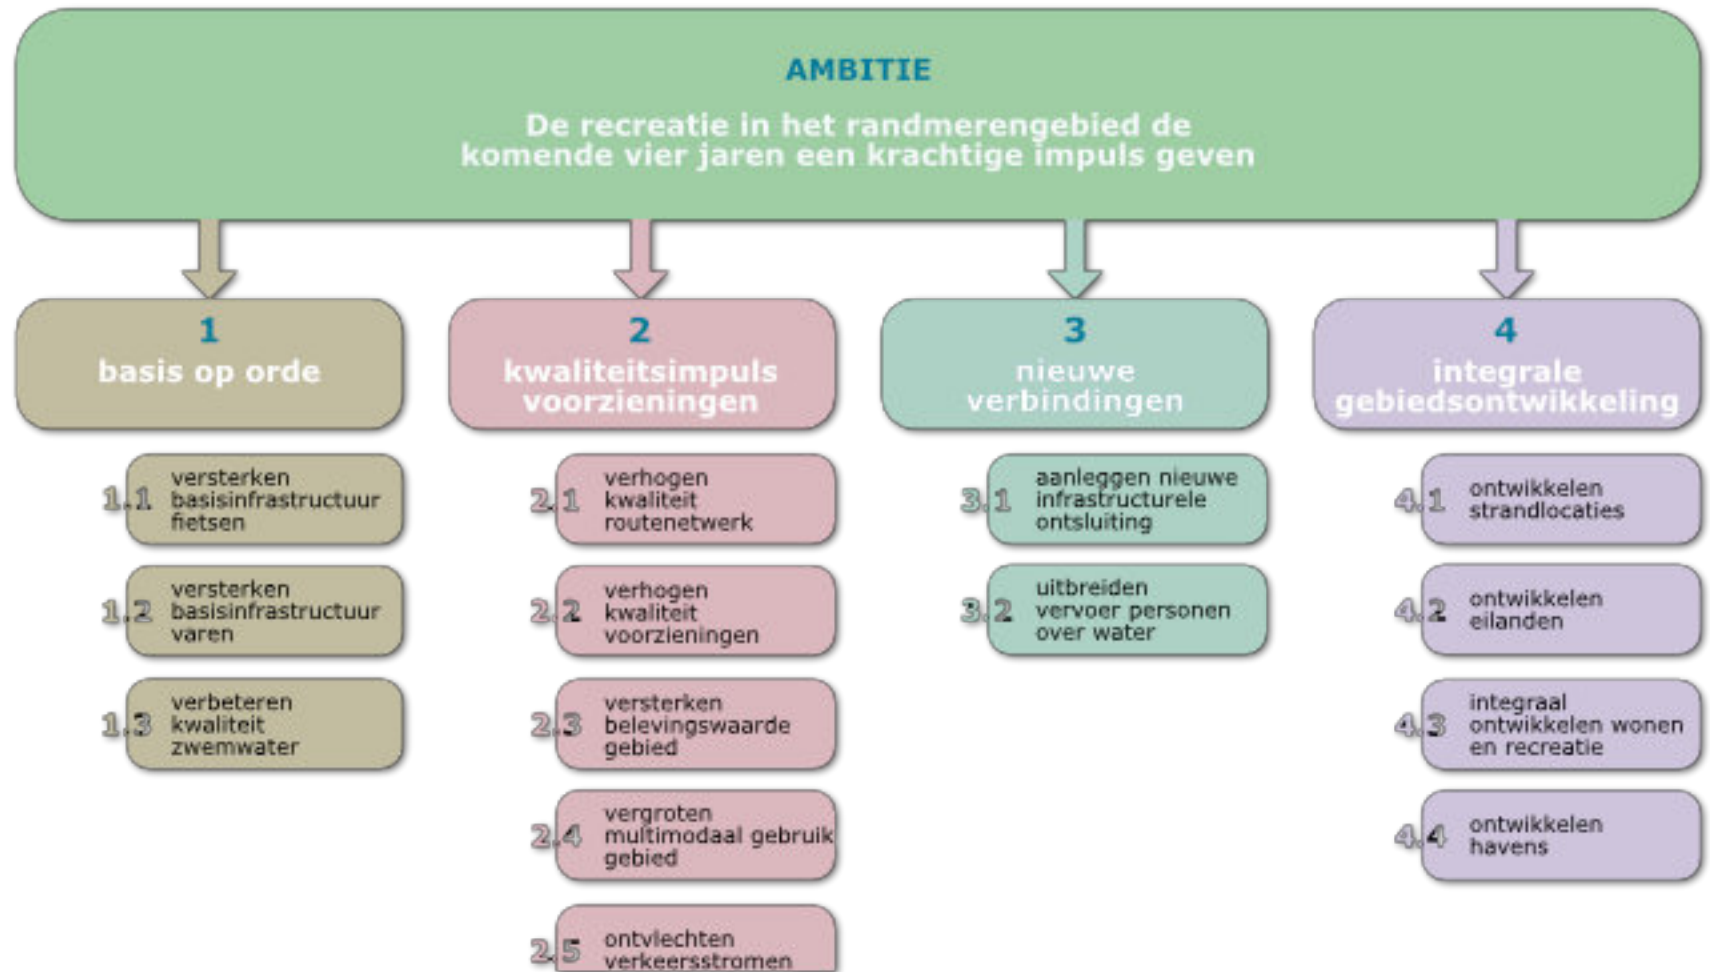 AMBITIE
De recreatie in het randmerengebied de
komende vier jaren een krachtige impuls geven
1
basis op orde
1.1
versterken
basisinfrastructuur
fietsen
1.2
versterken
basisinfrastructuur
varen
1.3
verbeteren
kwaliteit
zwemwater
2
kwaliteitsimpuls
voorzieningen
2.1
verhogen
kwaliteit
routenetwerk
2.2
verhogen
kwaliteit
voorzieningen
2.3
versterken
belevingswaarde
gebied
2.4
vergroten
multimodaal gebruik
gebied
2.5
ontvlechten
verkeersstromen
3
nieuwe
verbindingen
3.1
aanleggen nieuwe
infrastructurele
ontsluiting
3.2
uitbreiden
vervoer personen
over water
4
integrale
gebiedsontwikkeling
4.1
ontwikkelen
strandlocaties
4.2
ontwikkelen
eilanden
4.3
integraal
ontwikkelen wonen
en recreatie
4.4
ontwikkelen
havens